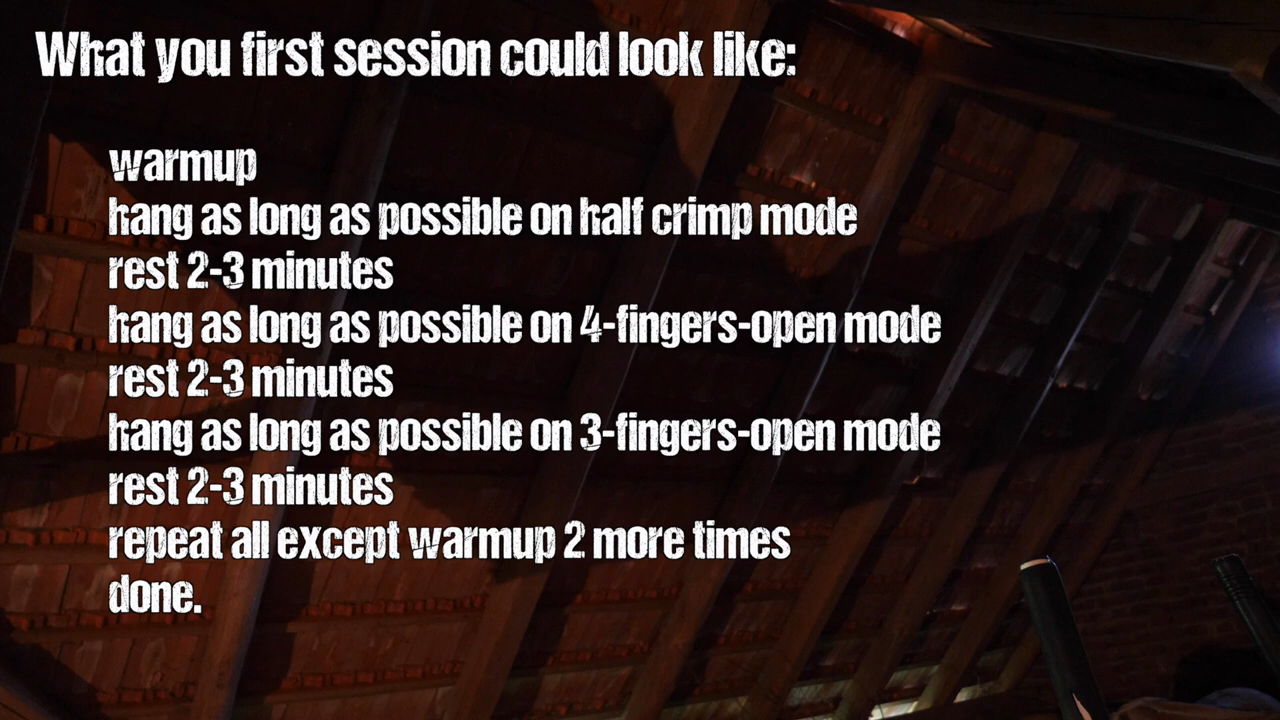 What you first session could look like:
warmup
hang as long as possible on half crimp mode
rest 2-3 minutes
hang as long as possible on 4-fingers-open mode
rest 2-3 minutes
hang as long as possible on 3-fingers-open mode
rest 2-3 minutes
repeat all except warmup 2 more times
done.